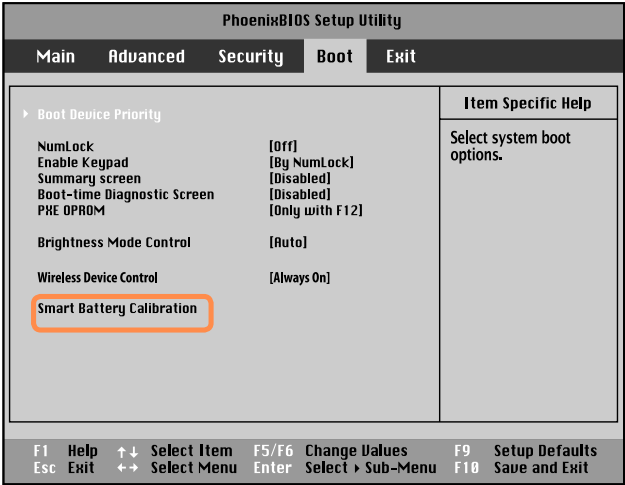 PhoenixBIOS Setup Utility
Main Advanced Security Boot Exit
Boot Device Priority
NumLock [Off]
Enable Keypad [By NumLock]
Summary screen [Disabled]
Boot-time Diagnostic Screen [Disabled]
PXE OPROM [Only with F12]
Brightness Mode Control [Auto]
Wireless Device Control [Always On]
Smart Battery Calibration
Item Specific Help
Select system boot
options.
F1 Help ↑↓ Select Item F5/F6 Change Values F9 Setup Defaults
Esc Exit ←→ Select Menu Enter Select ▸ Sub-Menu F10 Save and Exit